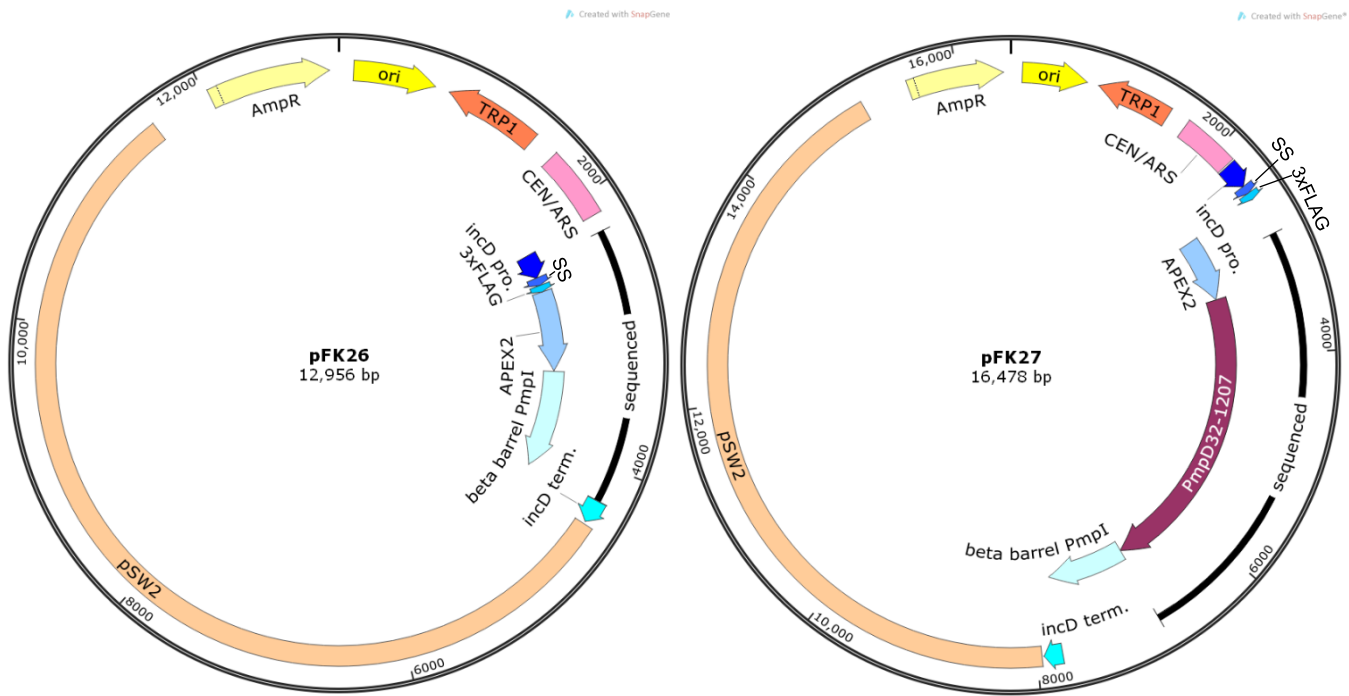 Created with SnapGene
Created with SnapGene®
12,000
AmpR
ori
TRP1
2000
CEN/ARS
incD pro.
SS
3xFLAG
APEX2
beta barrel PmpI
sequenced
4000
incD term.
pFK26
12,956 bp
10,000
pSW2
8000
6000
16,000
AmpR
ori
TRP1
2000
CEN/ARS
SS
3xFLAG
incD pro.
APEX2
4000
14,000
pFK27
16,478 bp
PmpD32-1207
sequenced
12,000
pSW2
beta barrel PmpI
6000
10,000
incD term.
8000